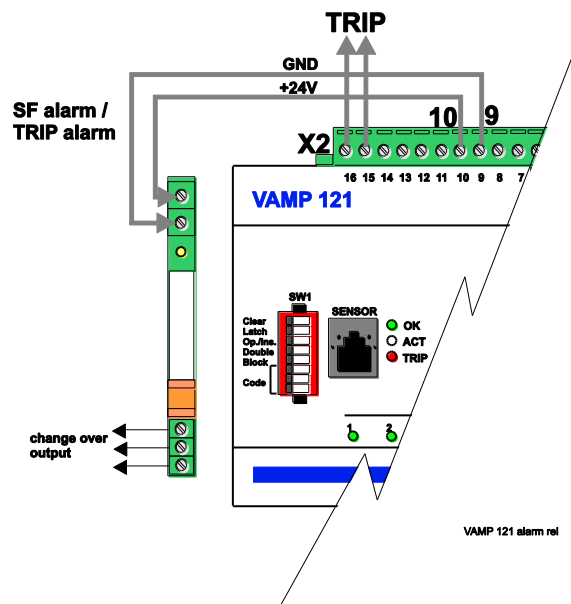 TRIP
GND
+24V
SF alarm /
TRIP alarm
10 9
X2
16 15 14 13 12 11 10 9 8 7
VAMP 121
SW1
SENSOR
Clear
Latch
Op./Ins.
Double
Block
Code
OK
ACT
TRIP
1 2
change over
output
VAMP 121 alarm rel